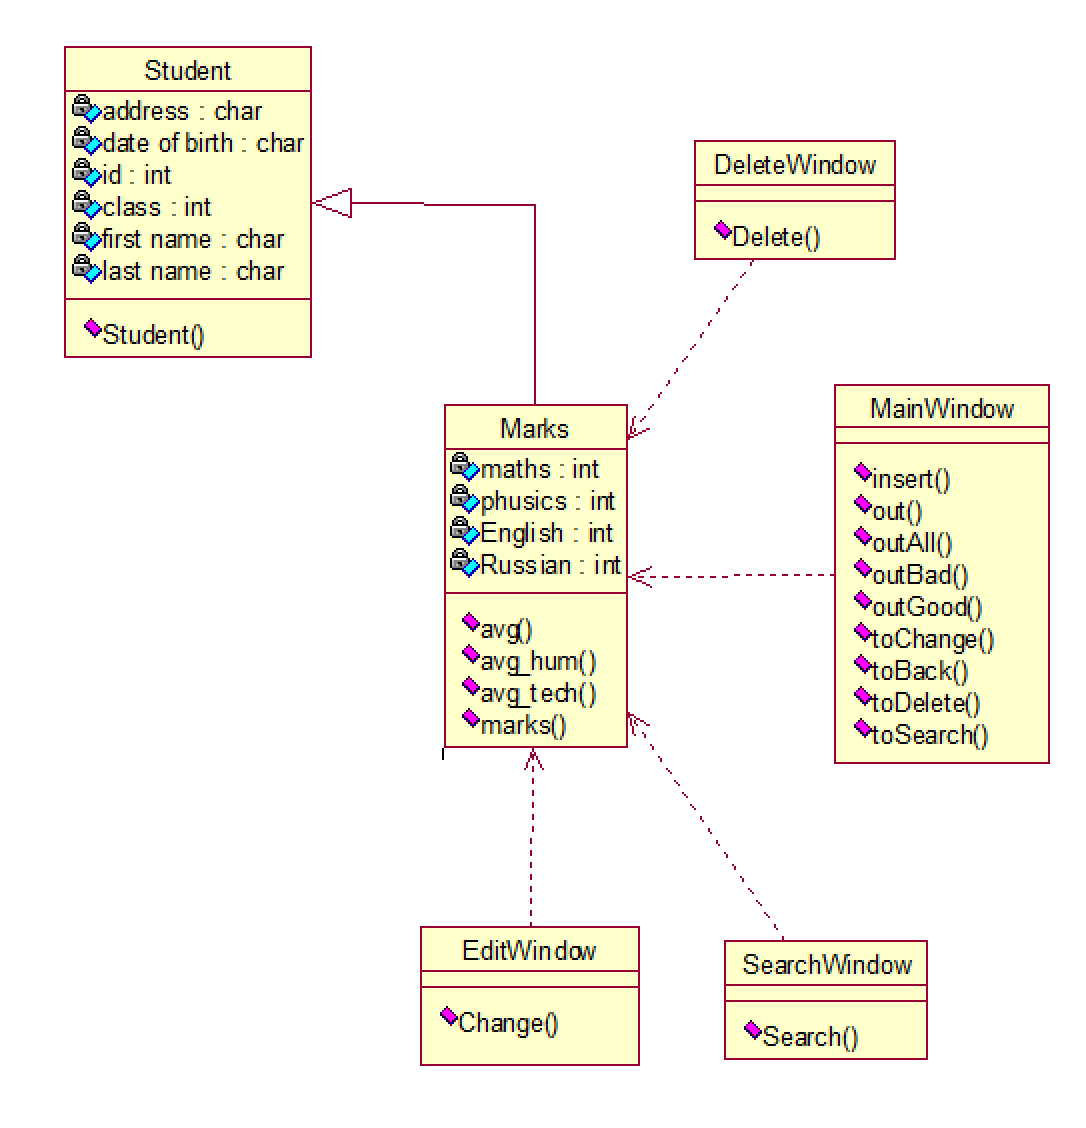 Student
address : char
date of birth : char
id : int
class : int
first name : char
last name : char
Student()
DeleteWindow
Delete()
MainWindow
insert()
out()
outAll()
outBad()
outGood()
toChange()
toBack()
toDelete()
toSearch()
Marks
maths : int
phusics : int
English : int
Russian : int
avg()
avg_hum()
avg_tech()
marks()
EditWindow
Change()
SearchWindow
Search()